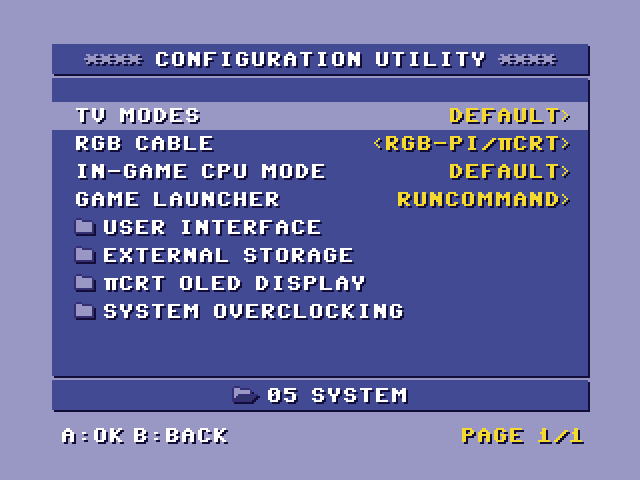 **** CONFIGURATION UTILITY ****
TV MODES DEFAULT>
RGB CABLE <RGB-PI/πCRT>
IN-GAME CPU MODE DEFAULT>
GAME LAUNCHER RUNCOMMAND>
USER INTERFACE
EXTERNAL STORAGE
πCRT OLED DISPLAY
SYSTEM OVERCLOCKING
05 SYSTEM
A:OK B:BACK PAGE 1/1